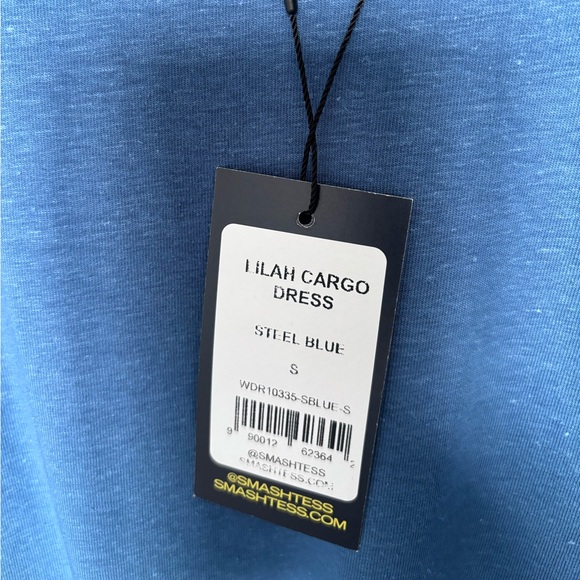 LILAH CARGO
DRESS
STEEL BLUE
S
WDR10335-SBLUE-S
9 90012 62364 2
@SMASHTESS
SMASHTESS.COM
@SMASHTESS
SMASHTESS.COM